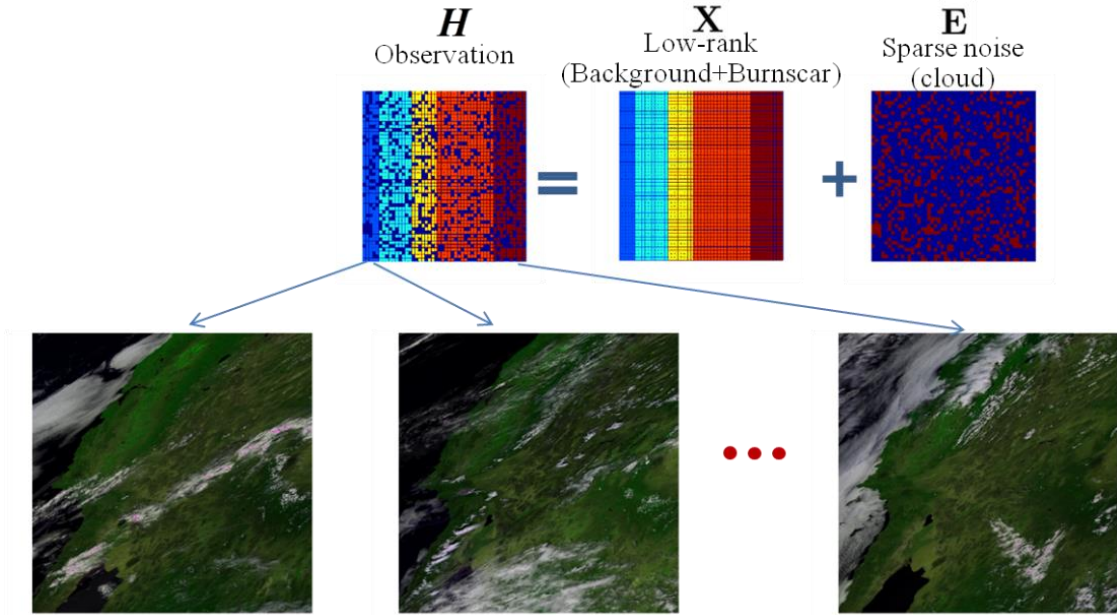 H
Observation
=
X
Low-rank
(Background+Burnscar)
+
E
Sparse noise
(cloud)